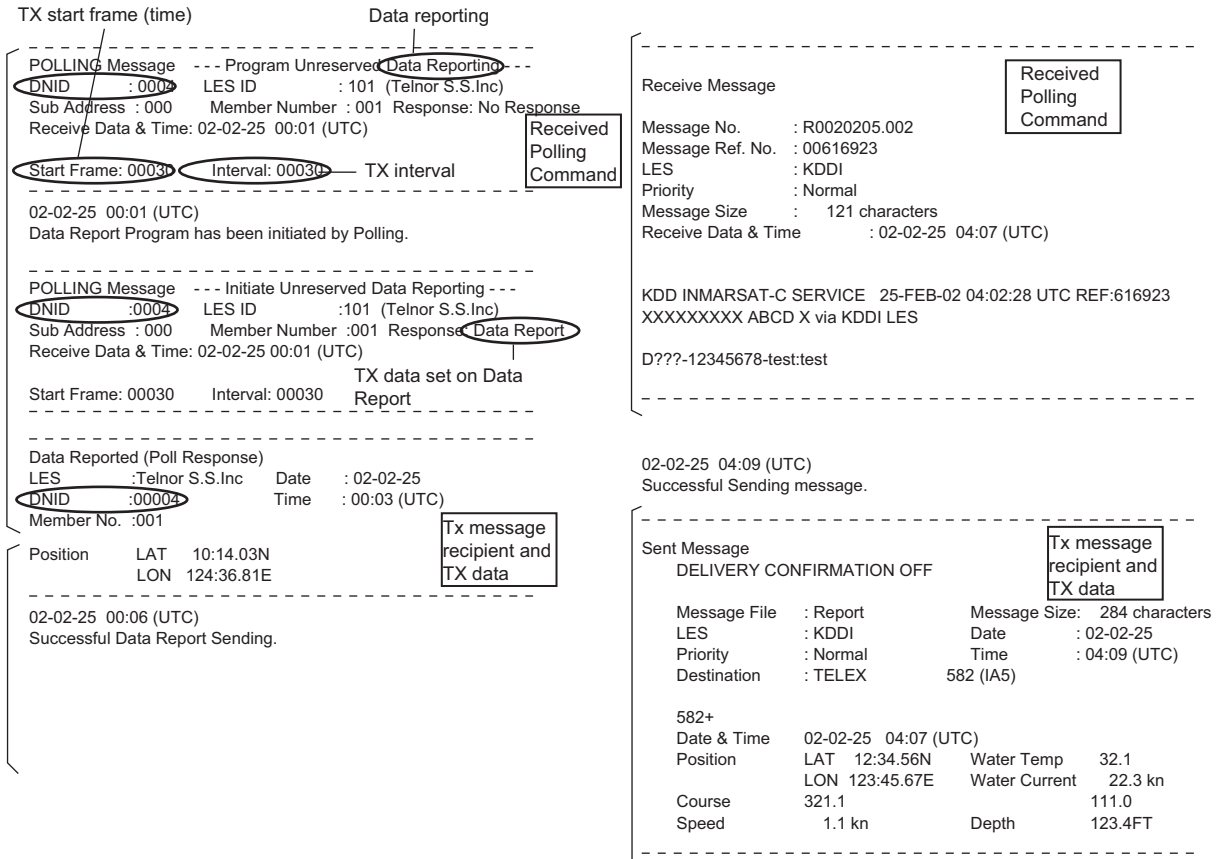 TX start frame (time)
Data reporting
POLLING Message - - - Program Unreserved Data Reporting - - -
DNID : 0004 LES ID : 101 (Telnor S.S.Inc)
Sub Address : 000 Member Number : 001 Response: No Response
Receive Data & Time: 02-02-25 00:01 (UTC)
Received
Polling
Command
Start Frame: 00030 Interval: 00030
TX interval
02-02-25 00:01 (UTC)
Data Report Program has been initiated by Polling.
POLLING Message - - - Initiate Unreserved Data Reporting - - -
DNID :0004 LES ID :101 (Telnor S.S.Inc)
Sub Address : 000 Member Number :001 Response: Data Report
Receive Data & Time: 02-02-25 00:01 (UTC)
TX data set on Data
Report
Start Frame: 00030 Interval: 00030
Data Reported (Poll Response)
LES :Telnor S.S.Inc Date : 02-02-25
DNID :00004 Time : 00:03 (UTC)
Member No. :001
Tx message
recipient and
TX data
Position LAT 10:14.03N
LON 124:36.81E
02-02-25 00:06 (UTC)
Successful Data Report Sending.
Receive Message
Received
Polling
Command
Message No. : R0020205.002
Message Ref. No. : 00616923
LES : KDDI
Priority : Normal
Message Size : 121 characters
Receive Data & Time : 02-02-25 04:07 (UTC)
KDD INMARSAT-C SERVICE 25-FEB-02 04:02:28 UTC REF:616923
XXXXXXXXX ABCD X via KDDI LES
D???-12345678-test:test
02-02-25 04:09 (UTC)
Successful Sending message.
Sent Message
DELIVERY CONFIRMATION OFF
Tx message
recipient and
TX data
Message File : Report Message Size: 284 characters
LES : KDDI Date : 02-02-25
Priority : Normal Time : 04:09 (UTC)
Destination : TELEX 582 (IA5)
582+
Date & Time 02-02-25 04:07 (UTC)
Position LAT 12:34.56N Water Temp 32.1
LON 123:45.67E Water Current 22.3 kn
Course 321.1 111.0
Speed 1.1 kn Depth 123.4FT